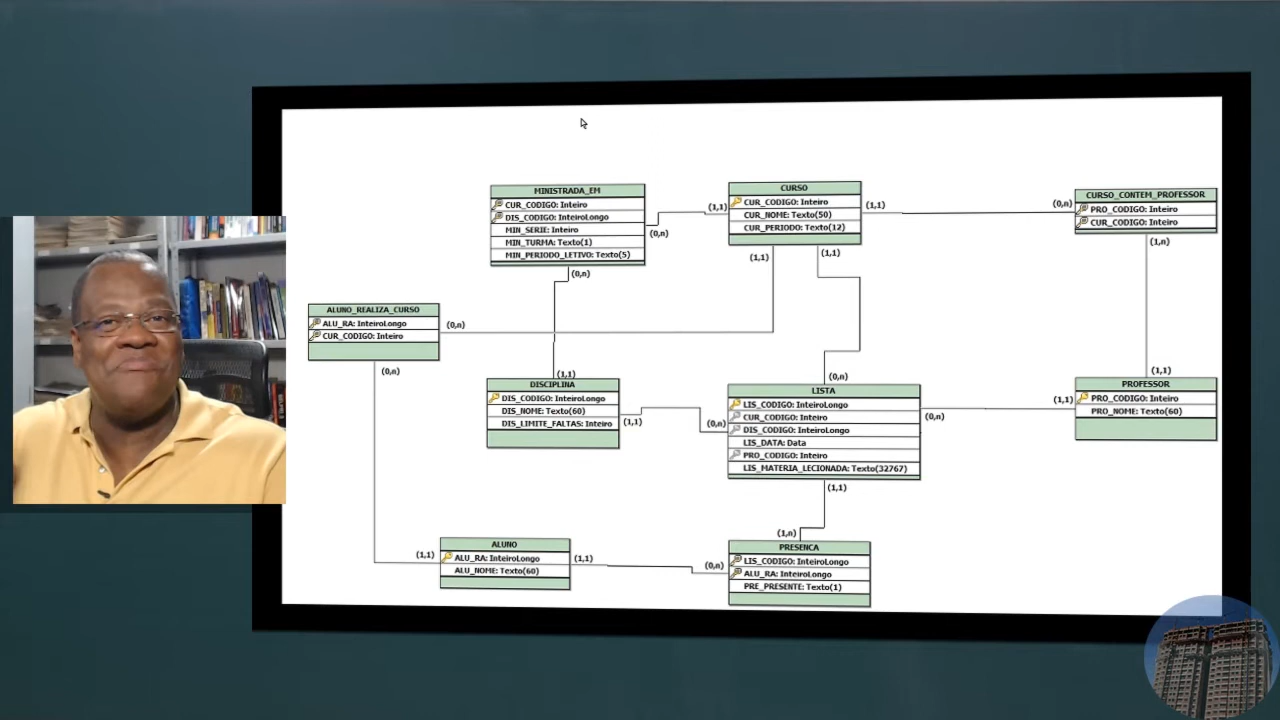 MINISTRADA_EM
CUR_CODIGO: Inteiro
DIS_CODIGO: InteiroLongo
MIN_SERIE: Inteiro
MIN_TURMA: Texto(1)
MIN_PERIODO_LETIVO: Texto(5)
(0,n)
(0,n)
(1,1)
CURSO
CUR_CODIGO: Inteiro
CUR_NOME: Texto(50)
CUR_PERIODO: Texto(12)
(1,1)
(1,1)
(1,1)
(0,n)
CURSO_CONTEM_PROFESSOR
PRO_CODIGO: Inteiro
CUR_CODIGO: Inteiro
(1,n)
ALUNO_REALIZA_CURSO
ALU_RA: InteiroLongo
CUR_CODIGO: Inteiro
(0,n)
(0,n)
(1,1)
DISCIPLINA
DIS_CODIGO: InteiroLongo
DIS_NOME: Texto(60)
DIS_LIMITE_FALTAS: Inteiro
(1,1)
(0,n)
(0,n)
LISTA
LIS_CODIGO: InteiroLongo
CUR_CODIGO: Inteiro
DIS_CODIGO: InteiroLongo
LIS_DATA: Data
PRO_CODIGO: Inteiro
LIS_MATERIA_LECIONADA: Texto(32767)
(0,n)
(1,1)
(1,1)
(1,1)
PROFESSOR
PRO_CODIGO: Inteiro
PRO_NOME: Texto(60)
(1,1)
ALUNO
ALU_RA: InteiroLongo
ALU_NOME: Texto(60)
(1,1)
(0,n)
(1,n)
PRESENCA
LIS_CODIGO: InteiroLongo
ALU_RA: InteiroLongo
PRE_PRESENTE: Texto(1)